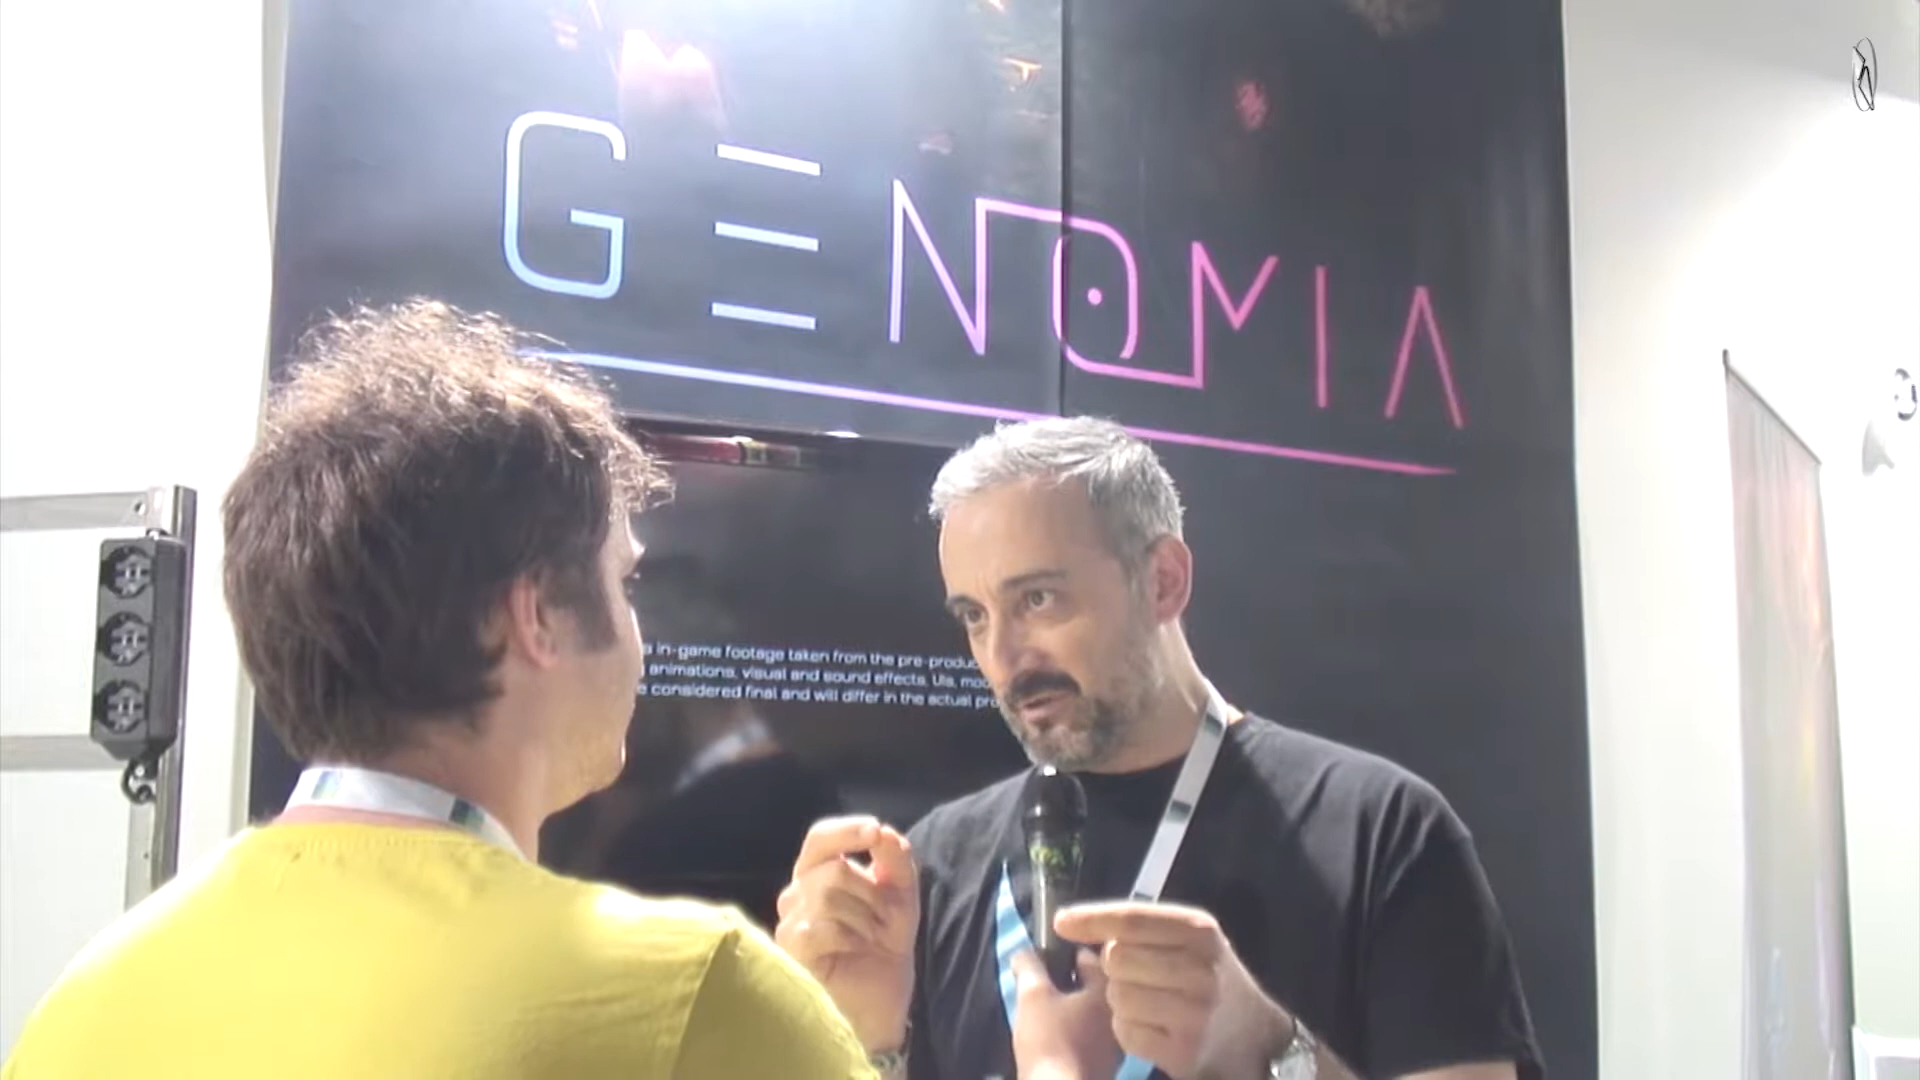 GENOMIA
in-game footage taken from the pre-produc
animations, visual and sound effects, UIs, mod
considered final and will differ in the actual pro